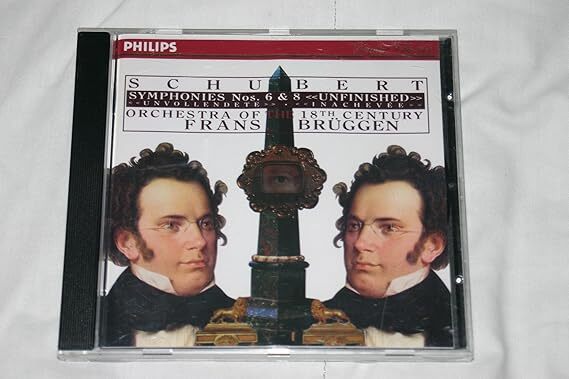 PHILIPS
SCHUBERT
SYMPHONIES Nos. 6 & 8 <<UNFINISHED>>
<<UNVOLLENDETE>> • <<INACHEVÉE>>
ORCHESTRA OF THE 18TH CENTURY
FRANS BRÜGGEN